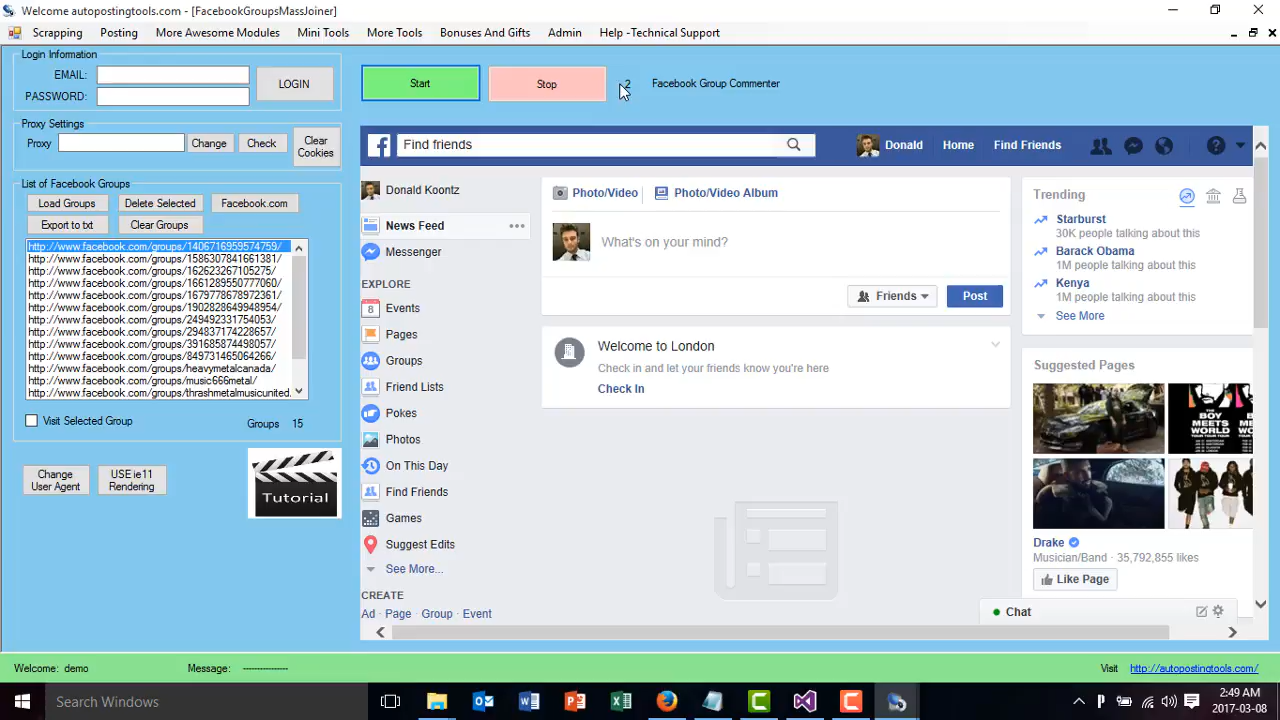 Welcome autopostingtools.com - [FacebookGroupsMassJoiner]
Scrapping Posting More Awesome Modules Mini Tools More Tools Bonuses And Gifts Admin Help -Technical Support
Login Information
EMAIL:
PASSWORD:
LOGIN
Start
Stop
2
Facebook Group Commenter
Proxy Settings
Proxy
Change
Check
Clear
Cookies
List of Facebook Groups
Load Groups
Delete Selected
Facebook.com
Export to txt
Clear Groups
http://www.facebook.com/groups/1406716959574759/
http://www.facebook.com/groups/1586307841661381/
http://www.facebook.com/groups/162623267105275/
http://www.facebook.com/groups/1661289550777060/
http://www.facebook.com/groups/1679778678972361/
http://www.facebook.com/groups/1902828649948954/
http://www.facebook.com/groups/249492331754053/
http://www.facebook.com/groups/294837174228657/
http://www.facebook.com/groups/391685874498057/
http://www.facebook.com/groups/849731465064266/
http://www.facebook.com/groups/heavymetalcanada/
http://www.facebook.com/groups/music666metal/
http://www.facebook.com/groups/thrashmetalmusicunited.
Visit Selected Group
Groups 15
Change
User Agent
USE ie11
Rendering
Tutorial
Find friends
Donald Home Find Friends
Donald Koontz
News Feed
Messenger
EXPLORE
Events
8
Pages
Groups
Friend Lists
Pokes
Photos
On This Day
Find Friends
Games
Suggest Edits
See More...
CREATE
Ad · Page · Group · Event
Photo/Video
Photo/Video Album
What's on your mind?
Friends
Post
Welcome to London
Check in and let your friends know you're here
Check In
Trending
Starburst
30K people talking about this
Barack Obama
1M people talking about this
Kenya
1M people talking about this
See More
Suggested Pages
THE
BOY
MEETS
WORLD
Drake
Musician/Band · 35,792,855 likes
Like Page
Chat
Welcome: demo
Message: ---------------
Visit http://autopostingtools.com/
Search Windows
2:49 AM
2017-03-08